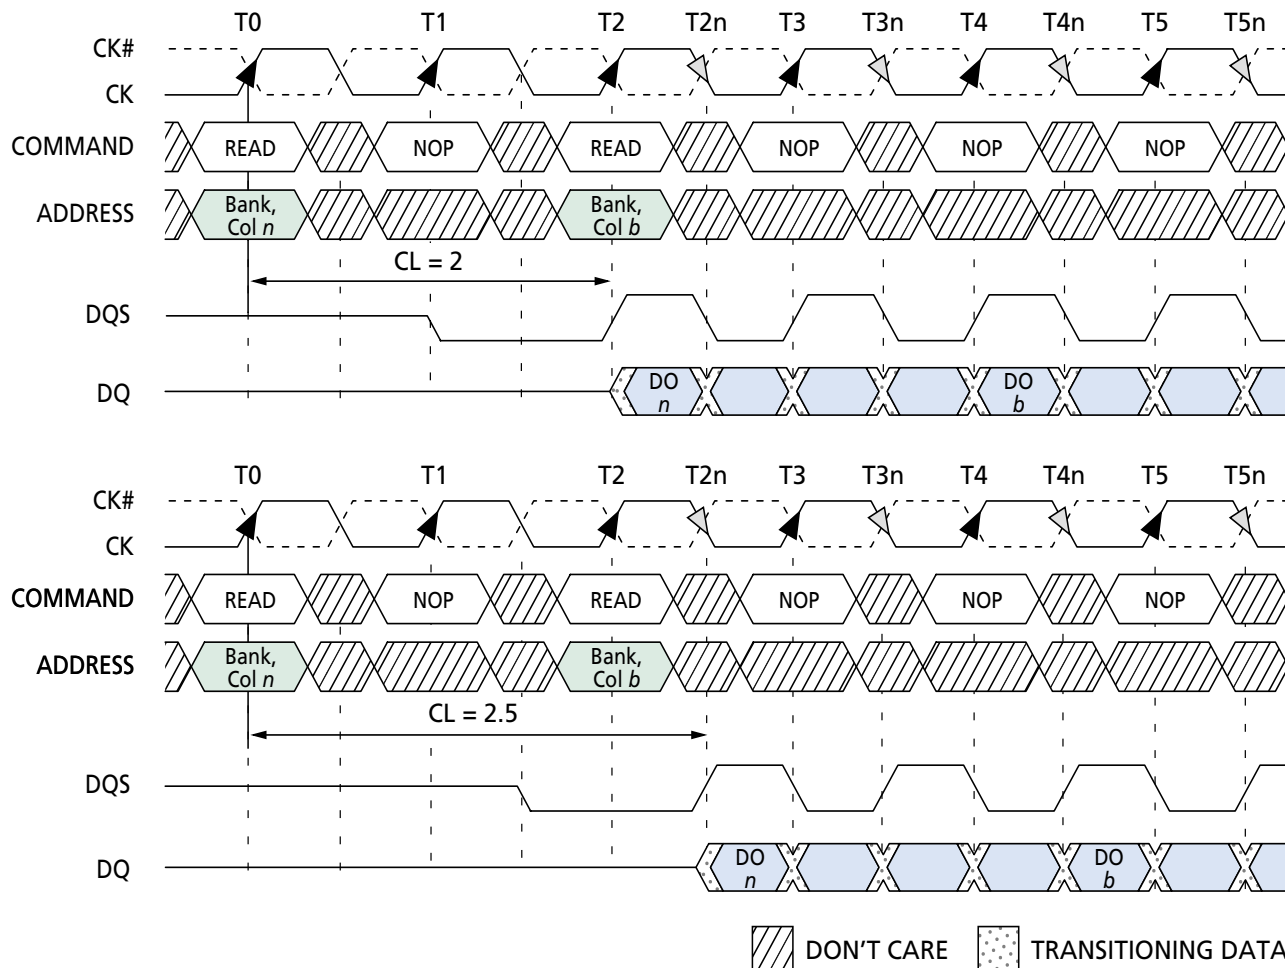 T0 T1 T2 T2n T3 T3n T4 T4n T5 T5n
CK#
CK
COMMAND READ NOP READ NOP NOP NOP
ADDRESS Bank, Col n Bank, Col b
CL = 2
DQS
DQ DO n DO b
T0 T1 T2 T2n T3 T3n T4 T4n T5 T5n
CK#
CK
COMMAND READ NOP READ NOP NOP NOP
ADDRESS Bank, Col n Bank, Col b
CL = 2.5
DQS
DQ DO n DO b
DON'T CARE TRANSITIONING DATA